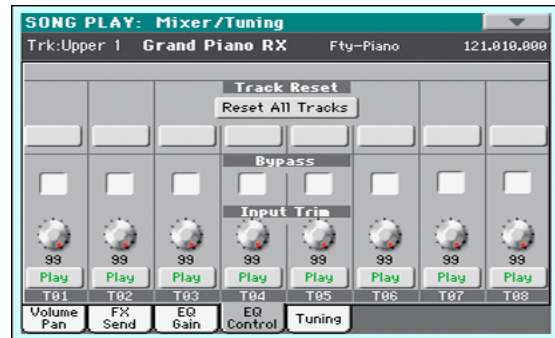 SONG PLAY: Mixer/Tuning
Trk:Upper 1 Grand Piano RX Fty-Piano 121.010.000
Track Reset
Reset All Tracks
Bypass
Input Trim
99 99 99 99 99 99 99 99
Play Play Play Play Play Play Play Play
T01 T02 T03 T04 T05 T06 T07 T08
Volume Pan FX Send EQ Gain EQ Control Tuning